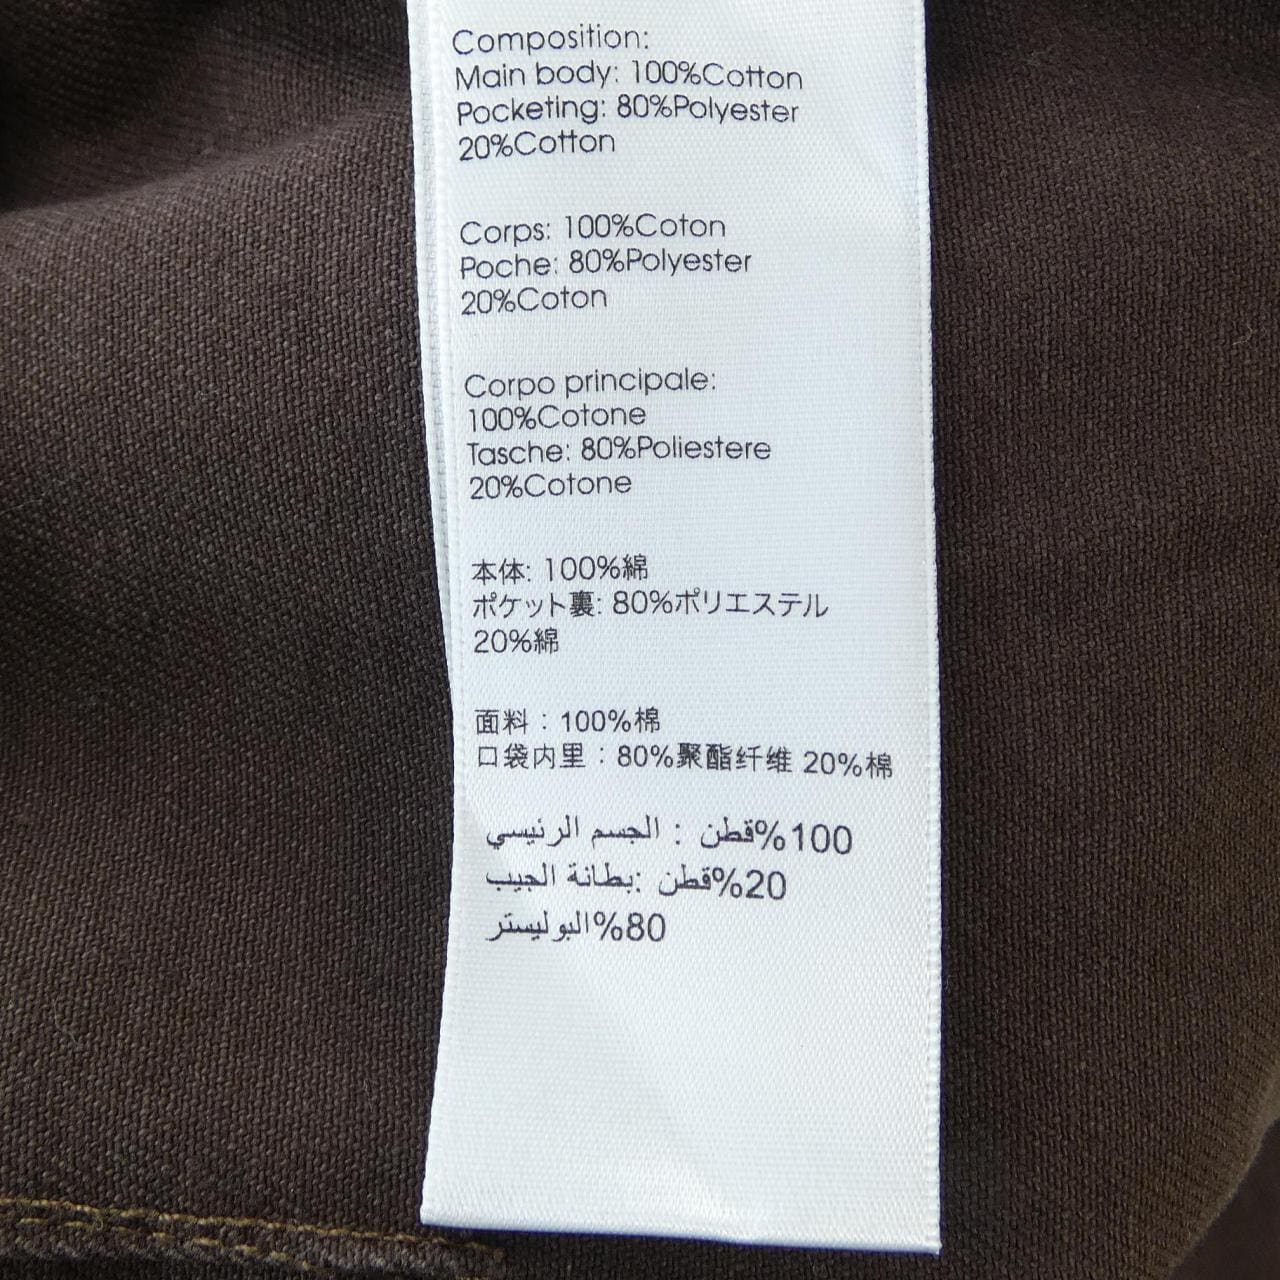 Composition:
Main body: 100%Cotton
Pocketing: 80%Polyester
20%Cotton
Corps: 100%Coton
Poche: 80%Polyester
20%Coton
Corpo principale:
100%Cotone
Tasche: 80%Poliestere
20%Cotone
本体: 100%綿
ポケット裏: 80%ポリエステル
20%綿
面料：100%棉
口袋内里：80%聚酯纤维 20%棉
100%قطن : الجسم الرئيسي
20%قطن :بطانة الجيب
80%البوليستر